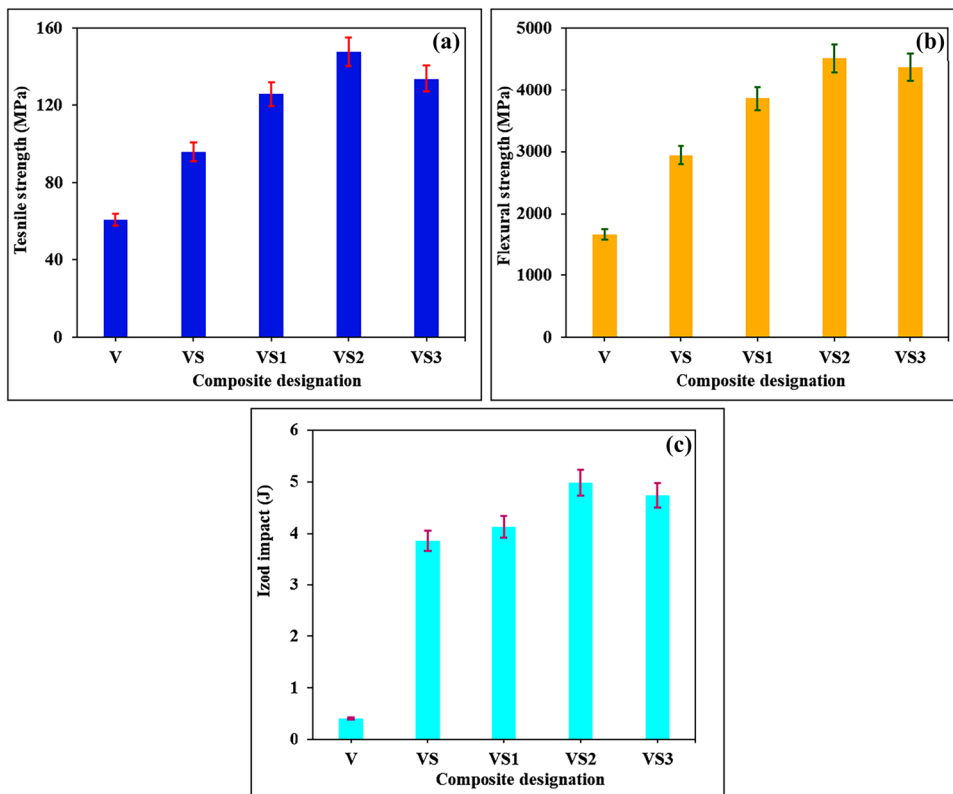 (a)
Tesnile strength (MPa)
160
120
80
40
0
V VS VS1 VS2 VS3
Composite designation
(b)
Flexural strength (MPa)
5000
4000
3000
2000
1000
0
V VS VS1 VS2 VS3
Composite designation
(c)
Izod impact (J)
6
5
4
3
2
1
0
V VS VS1 VS2 VS3
Composite designation